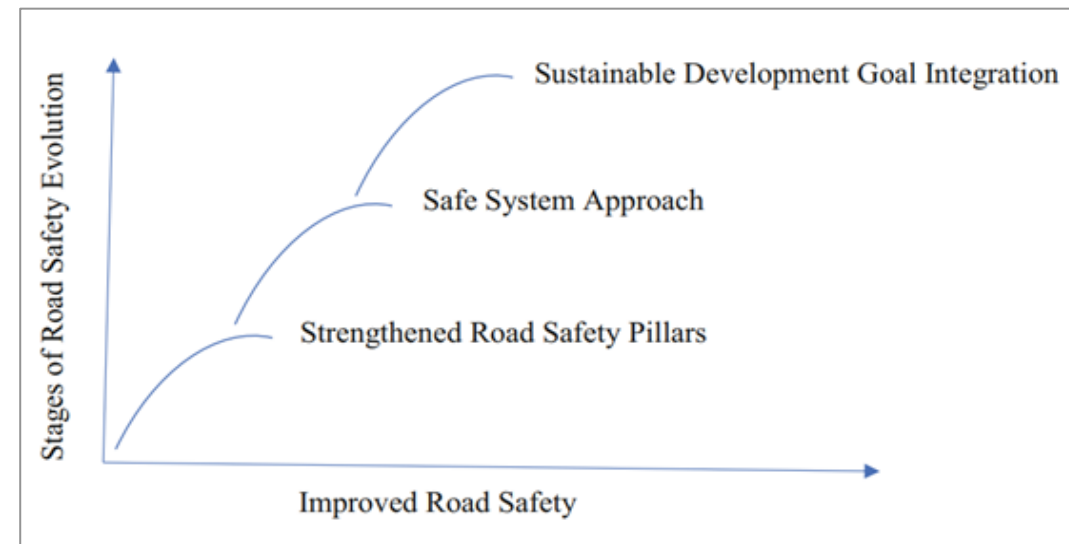 Stages of Road Safety Evolution
Sustainable Development Goal Integration
Safe System Approach
Strengthened Road Safety Pillars
Improved Road Safety